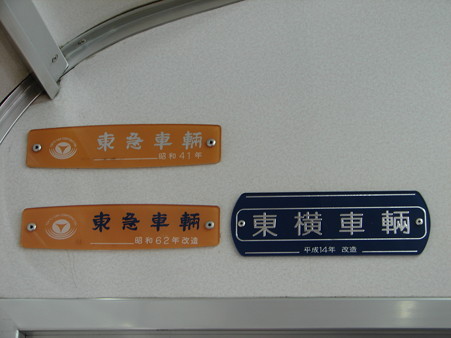 東急車輛
昭和41年
東急車輛
昭和62年改造
東横車輛
平成14年 改造